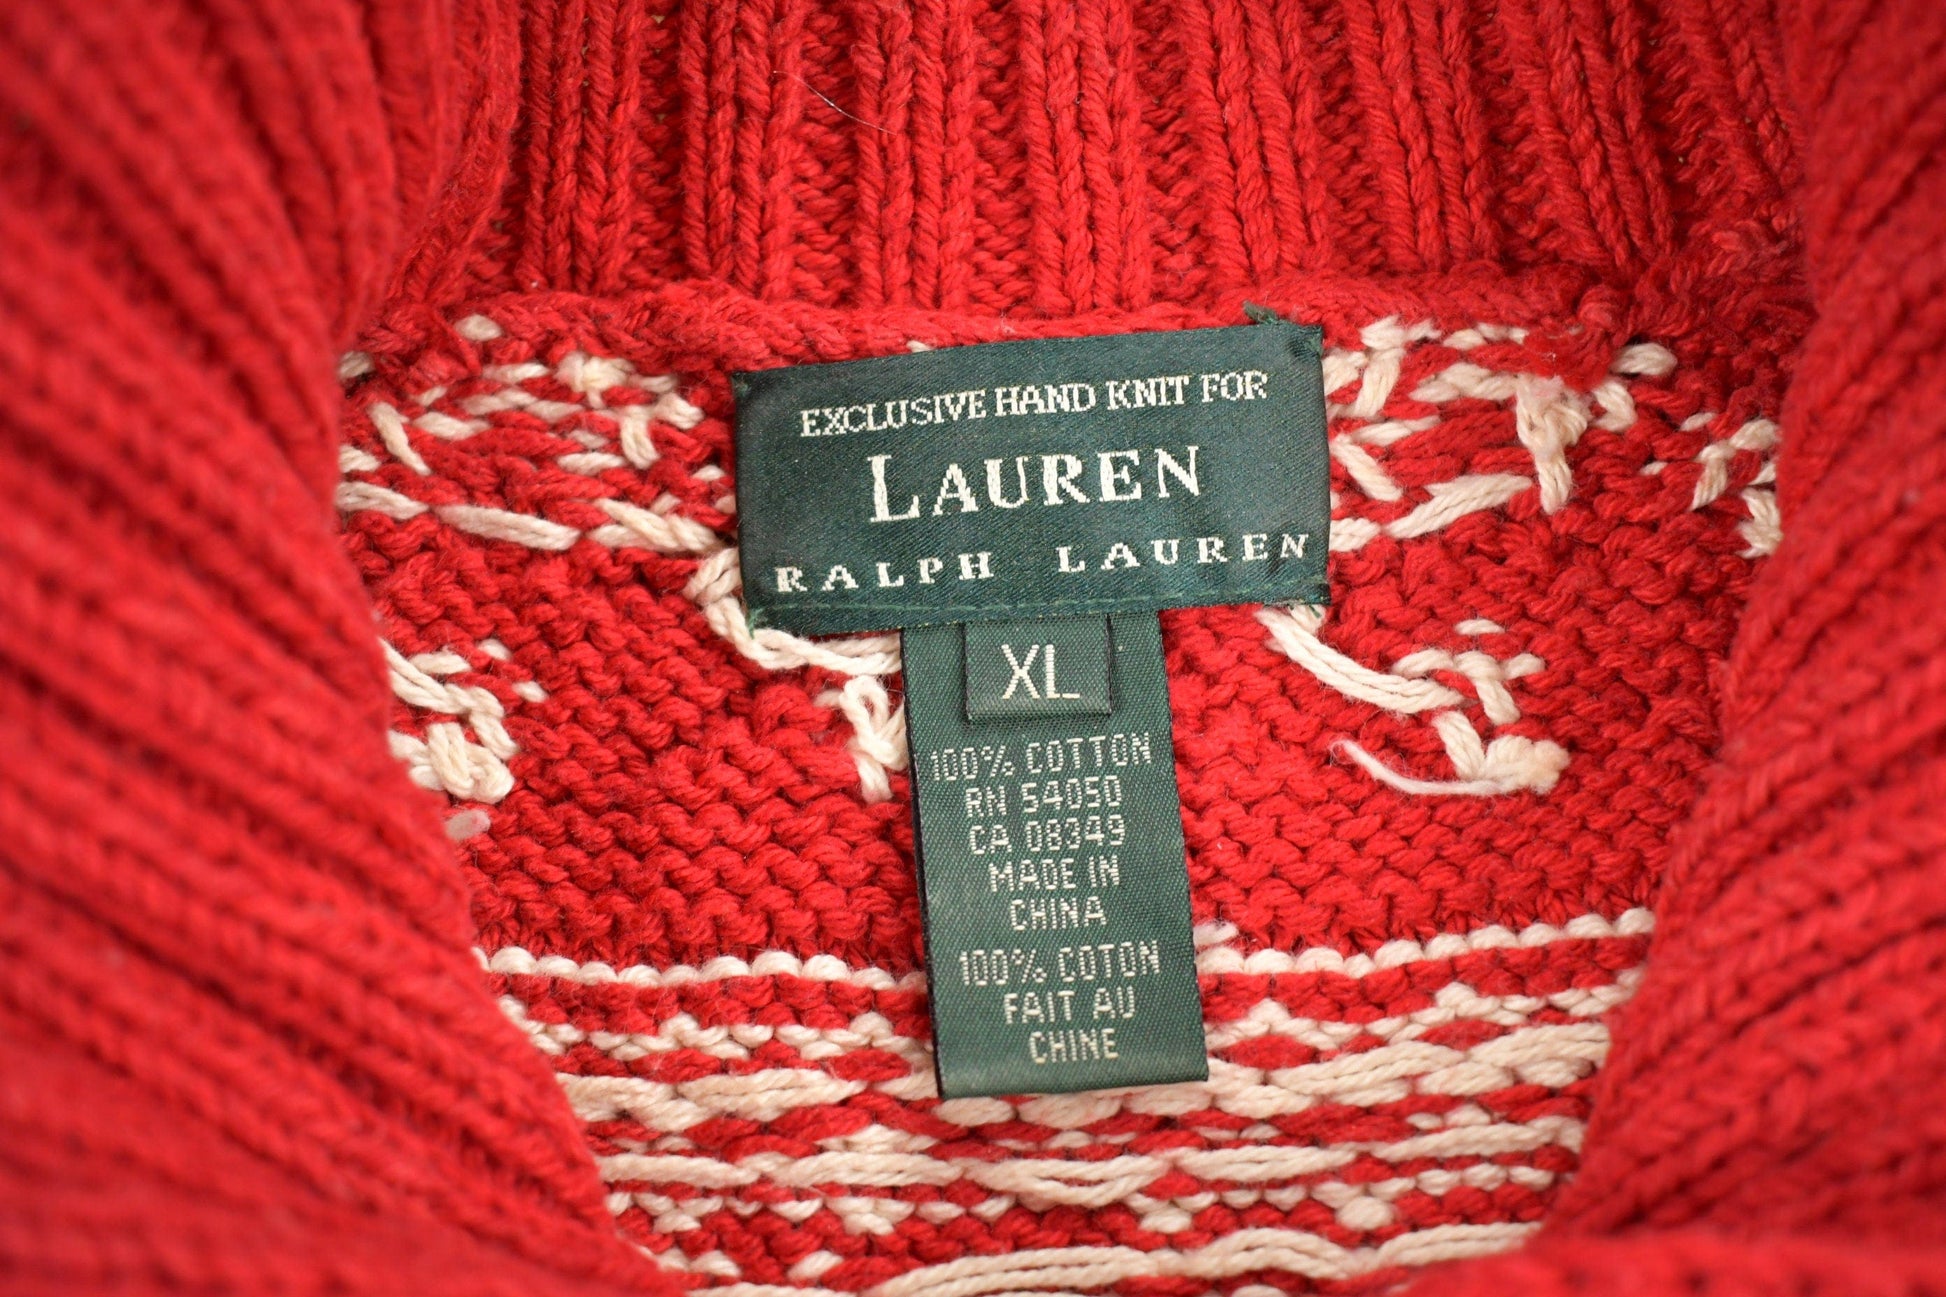 EXCLUSIVE HAND KNIT FOR
LAUREN
RALPH LAUREN
XL
100% COTTON
RN 54050
CA 08349
MADE IN
CHINA
100% COTON
FAIT AU
CHINE